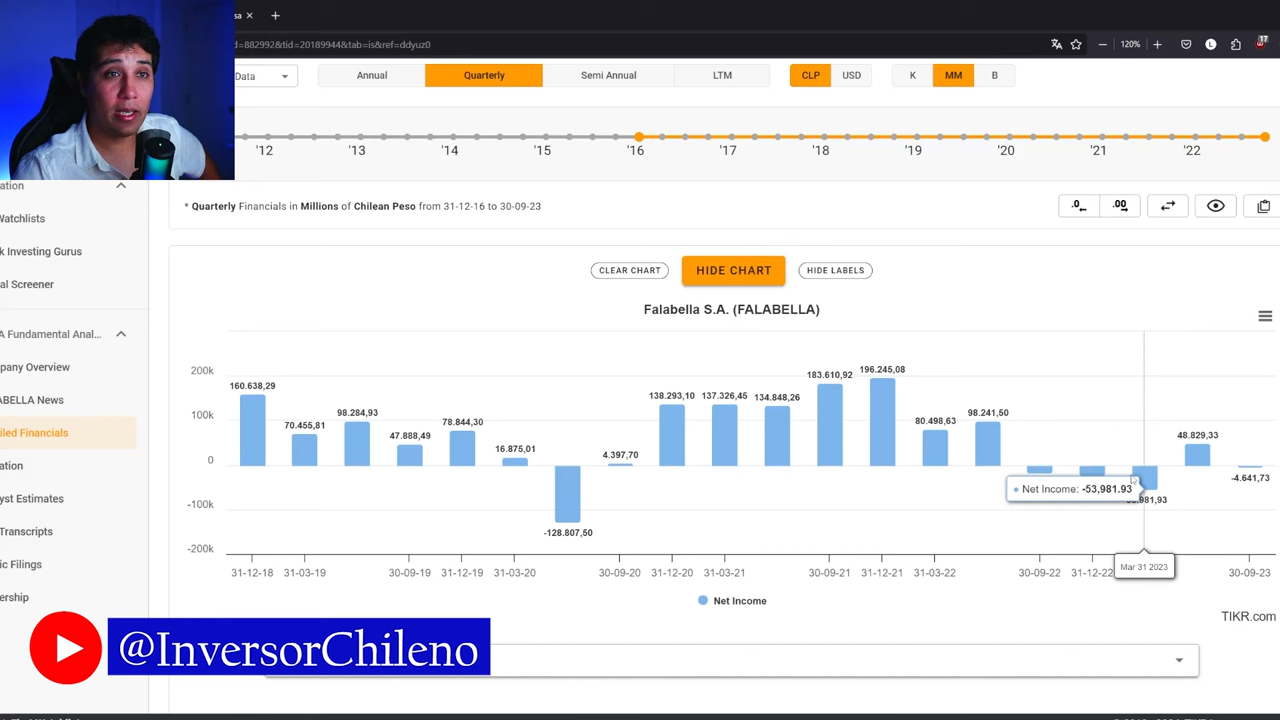 sa × +
d=882992&tid=20189944&tab=is&ref=ddyuz0 120% L 17
Data Annual Quarterly Semi Annual LTM CLP USD K MM B
'12 '13 '14 '15 '16 '17 '18 '19 '20 '21 '22
ation
* Quarterly Financials in Millions of Chilean Peso from 31-12-16 to 30-09-23 .0 .00
Watchlists
k Investing Gurus
al Screener
CLEAR CHART HIDE CHART HIDE LABELS
Falabella S.A. (FALABELLA)
A Fundamental Anal...
pany Overview
ABELLA News
iled Financials
ation
yst Estimates
Transcripts
ic Filings
ership
200k
100k
0
-100k
-200k
160.638,29
70.455,81
98.284,93
47.888,49
78.844,30
16.875,01
-128.807,50
4.397,70
138.293,10
137.326,45
134.848,26
183.610,92
196.245,08
80.498,63
98.241,50
981,93
48.829,33
-4.641,73
Net Income: -53,981.93
31-12-18 31-03-19 30-09-19 31-12-19 31-03-20 30-09-20 31-12-20 31-03-21 30-09-21 31-12-21 31-03-22 30-09-22 31-12-22 30-09-23
Mar 31 2023
Net Income
TIKR.com
@InversorChileno